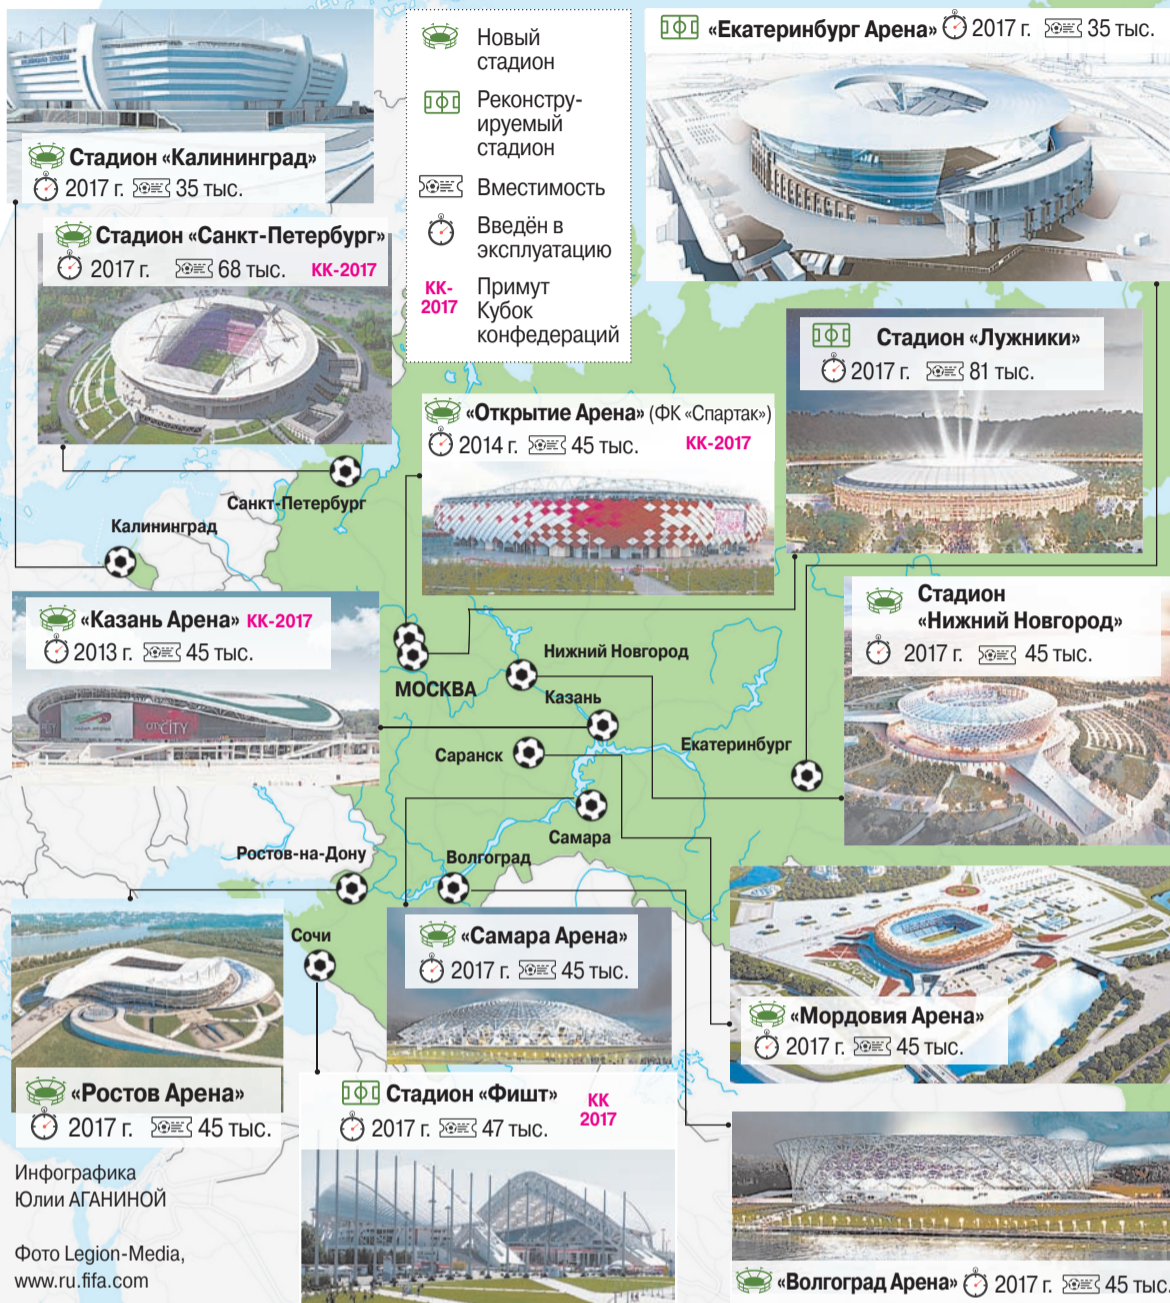 Стадион «Калининград»
2017 г. 35 тыс.
Стадион «Санкт-Петербург»
2017 г. 68 тыс. КК-2017
Новый
стадион
Реконстру-
ируемый
стадион
Вместимость
Введён в
эксплуатацию
КК-
2017
Примут
Кубок
конфедераций
«Екатеринбург Арена» 2017 г. 35 тыс.
Стадион «Лужники»
2017 г. 81 тыс.
«Открытие Арена» (ФК «Спартак»)
2014 г. 45 тыс. КК-2017
Санкт-Петербург
Калининград
«Казань Арена» КК-2017
2013 г. 45 тыс.
CITY
Стадион
«Нижний Новгород»
2017 г. 45 тыс.
МОСКВА
Нижний Новгород
Казань
Саранск
Екатеринбург
Самара
Ростов-на-Дону
Волгоград
Сочи
«Самара Арена»
2017 г. 45 тыс.
«Мордовия Арена»
2017 г. 45 тыс.
«Ростов Арена»
2017 г. 45 тыс.
Стадион «Фишт» КК
2017
2017 г. 47 тыс.
«Волгоград Арена» 2017 г. 45 тыс.
Инфографика
Юлии АГАНИНОЙ
Фото Legion-Media,
www.ru.fifa.com